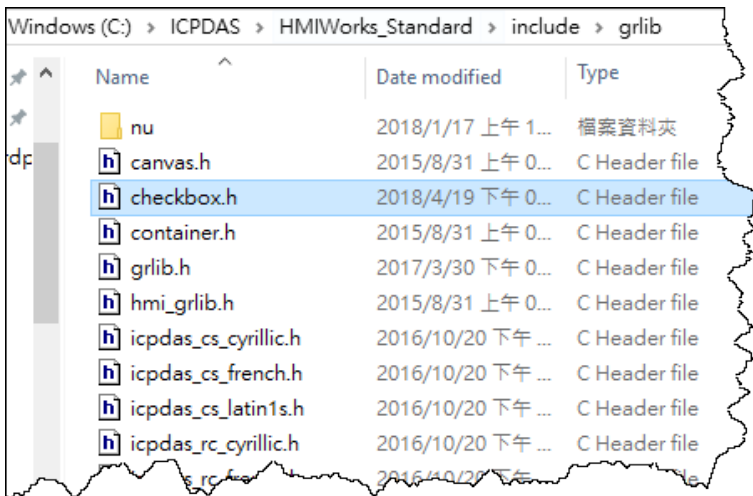 Windows (C:) > ICPDAS > HMIWorks_Standard > include > grlib
Name Date modified Type
nu 2018/1/17 上午 1... 檔案資料夾
canvas.h 2015/8/31 上午 0... C Header file
checkbox.h 2018/4/19 下午 0... C Header file
container.h 2015/8/31 上午 0... C Header file
grlib.h 2017/3/30 下午 0... C Header file
hmi_grlib.h 2015/8/31 上午 0... C Header file
icpdas_cs_cyrillic.h 2016/10/20 下午 ... C Header file
icpdas_cs_french.h 2016/10/20 下午 ... C Header file
icpdas_cs_latin1s.h 2016/10/20 下午 ... C Header file
icpdas_rc_cyrillic.h 2016/10/20 下午 ... C Header file